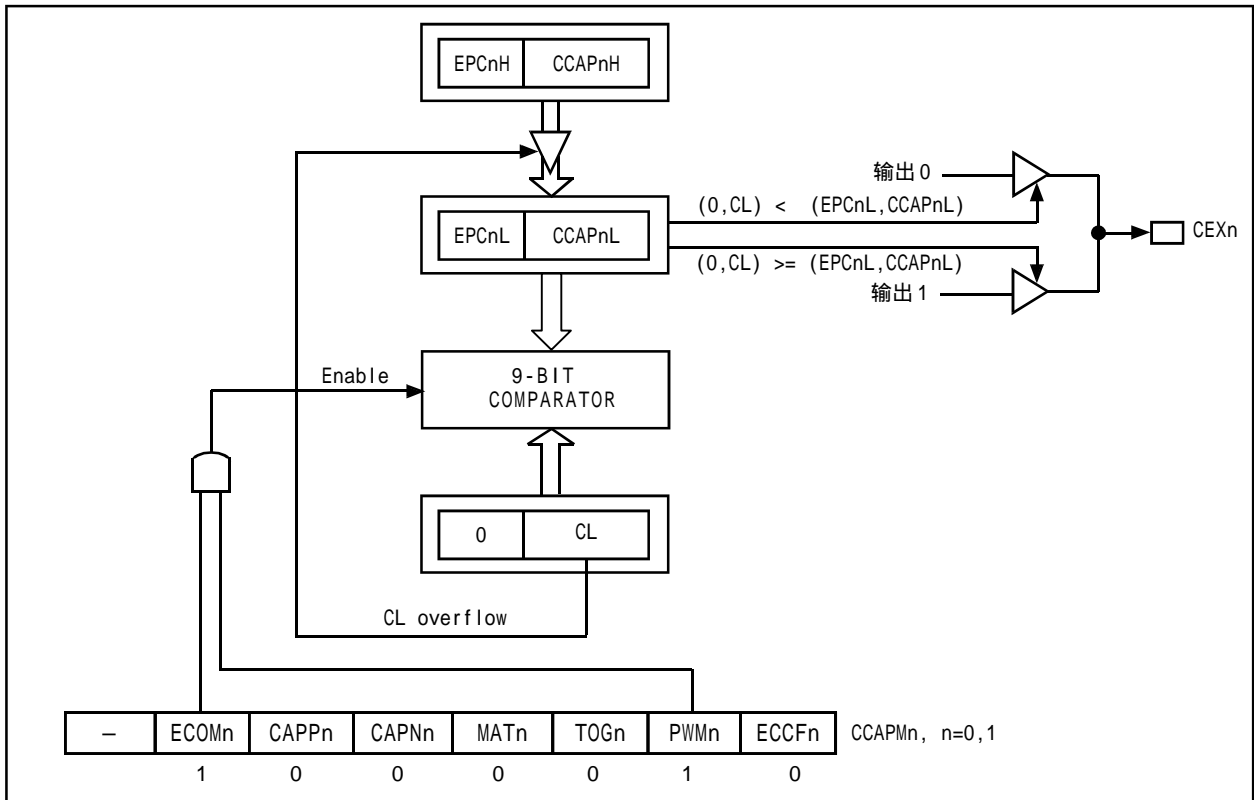 EPCnH CCAPnH
输出0
(0,CL) < (EPCnL,CCAPnL)
EPCnL CCAPnL
CEXn
(0,CL) >= (EPCnL,CCAPnL)
输出1
Enable
9-BIT
COMPARATOR
0 CL
CL overflow
— ECOMn CAPPn CAPNn MATn TOGn PWMn ECCFn CCAPMn, n=0,1
1 0 0 0 0 1 0